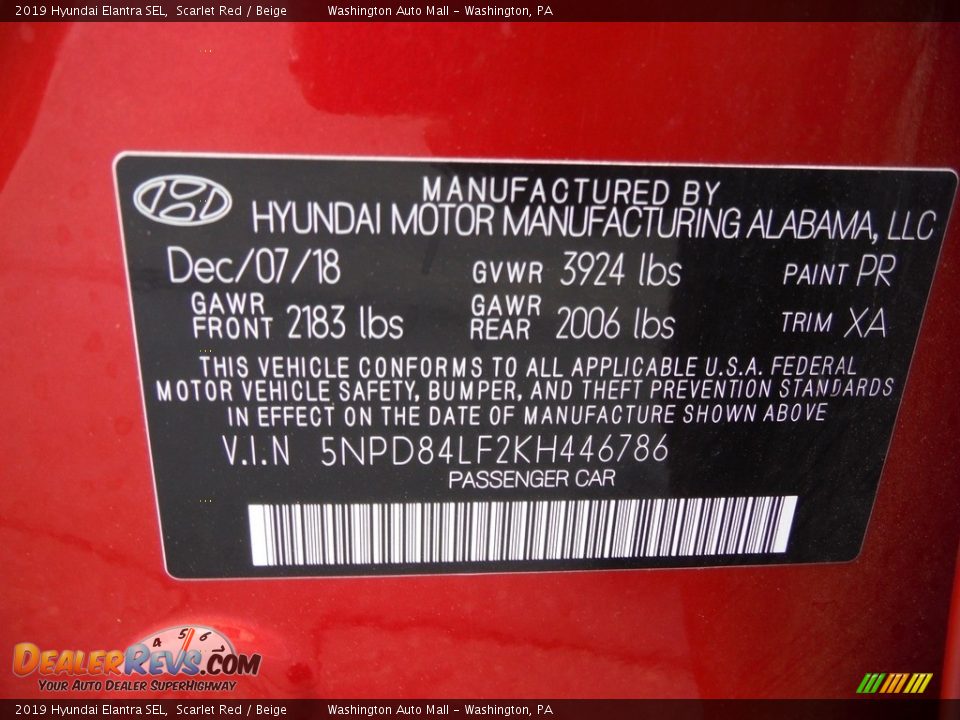 2019 Hyundai Elantra SEL,  Scarlet Red / Beige    Washington Auto Mall - Washington, PA
MANUFACTURED BY
HYUNDAI MOTOR MANUFACTURING ALABAMA, LLC
Dec/07/18 GVWR 3924 lbs PAINT PR
GAWR FRONT 2183 lbs GAWR REAR 2006 lbs TRIM XA
THIS VEHICLE CONFORMS TO ALL APPLICABLE U.S.A. FEDERAL
MOTOR VEHICLE SAFETY, BUMPER, AND THEFT PREVENTION STANDARDS
IN EFFECT ON THE DATE OF MANUFACTURE SHOWN ABOVE
V.I.N 5NPD84LF2KH446786
PASSENGER CAR
4 5 6 7
DEALERREVS.COM
YOUR AUTO DEALER SUPERHIGHWAY
2019 Hyundai Elantra SEL,  Scarlet Red / Beige    Washington Auto Mall - Washington, PA